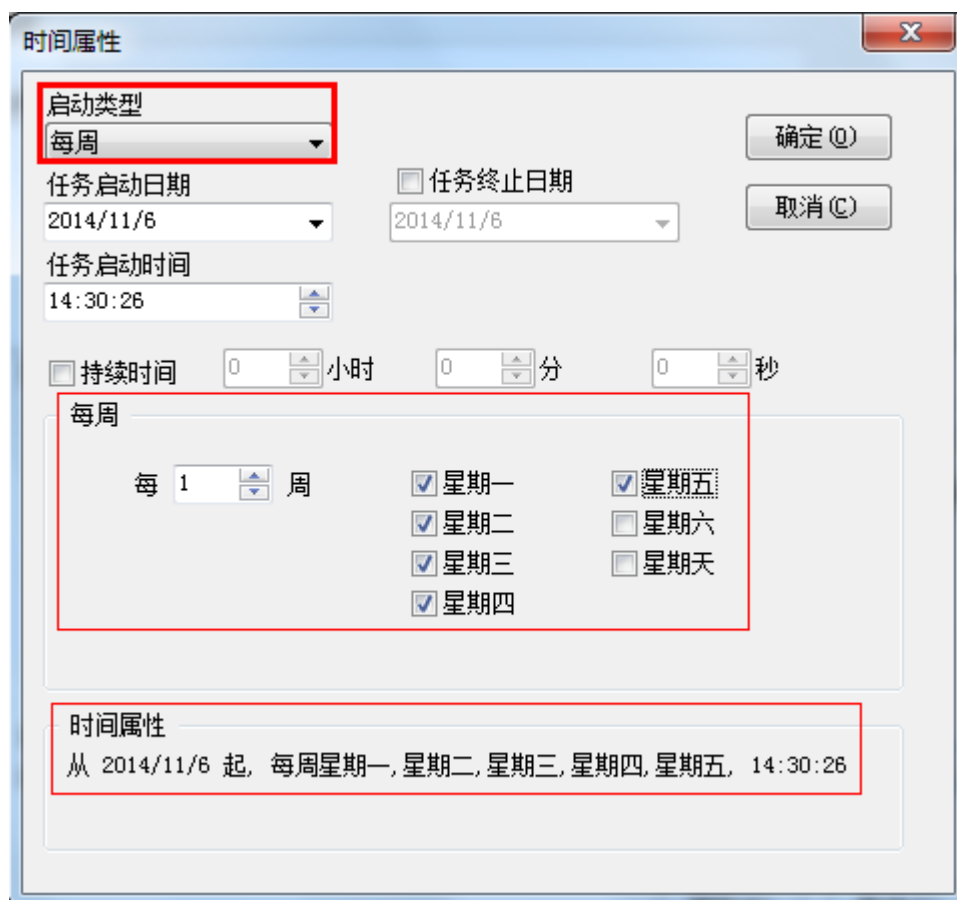 时间属性
启动类型
每周
确定(O)
任务启动日期
任务终止日期
取消(C)
2014/11/6
2014/11/6
任务启动时间
14:30:26
持续时间 0 小时 0 分 0 秒
每周
每 1 周 星期一 星期五
星期二 星期六
星期三 星期天
星期四
时间属性
从 2014/11/6 起, 每周星期一,星期二,星期三,星期四,星期五, 14:30:26